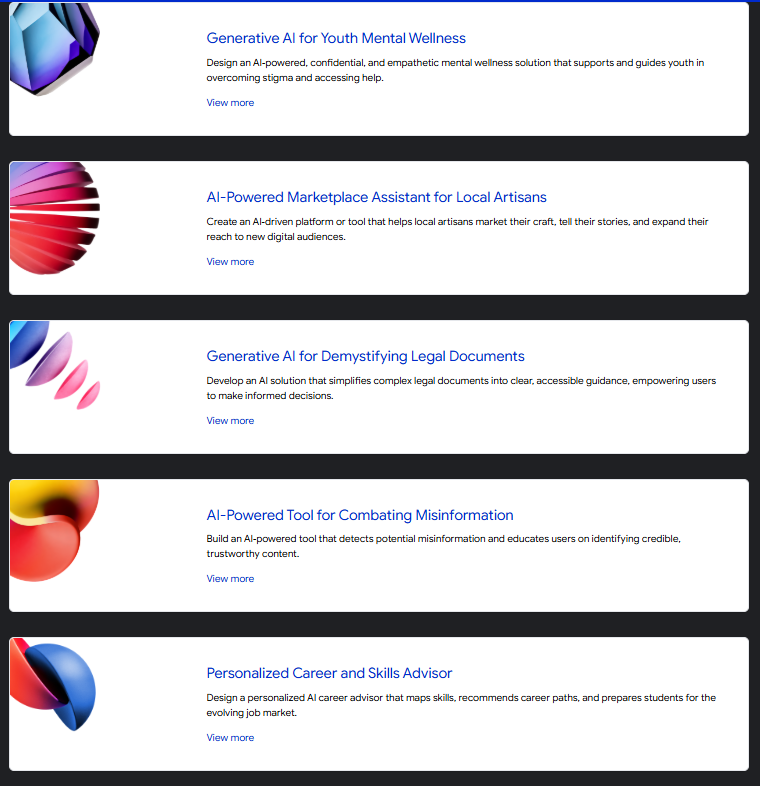 Generative AI for Youth Mental Wellness
Design an AI-powered, confidential, and empathetic mental wellness solution that supports and guides youth in
overcoming stigma and accessing help.
View more
AI-Powered Marketplace Assistant for Local Artisans
Create an AI-driven platform or tool that helps local artisans market their craft, tell their stories, and expand their
reach to new digital audiences.
View more
Generative AI for Demystifying Legal Documents
Develop an AI solution that simplifies complex legal documents into clear, accessible guidance, empowering users
to make informed decisions.
View more
AI-Powered Tool for Combating Misinformation
Build an AI-powered tool that detects potential misinformation and educates users on identifying credible,
trustworthy content.
View more
Personalized Career and Skills Advisor
Design a personalized AI career advisor that maps skills, recommends career paths, and prepares students for the
evolving job market.
View more